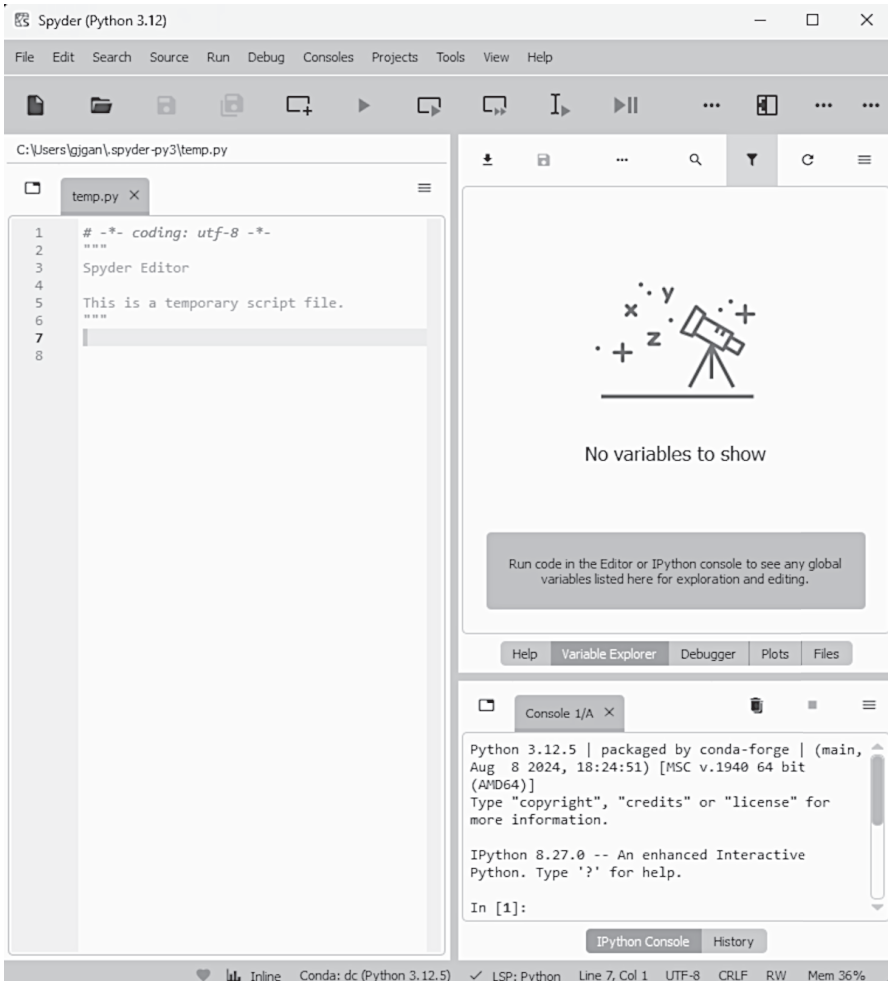 Spyder (Python 3.12)
File Edit Search Source Run Debug Consoles Projects Tools View Help
C:\Users\gjgan\.spyder-py3\temp.py
temp.py
1 # -*- coding: utf-8 -*-
2 """
3 Spyder Editor
4
5 This is a temporary script file.
6 """
7
8
x y z
No variables to show
Run code in the Editor or IPython console to see any global
variables listed here for exploration and editing.
Help Variable Explorer Debugger Plots Files
Console 1/A
Python 3.12.5 | packaged by conda-forge | (main,
Aug  8 2024, 18:24:51) [MSC v.1940 64 bit
(AMD64)]
Type "copyright", "credits" or "license" for
more information.
IPython 8.27.0 -- An enhanced Interactive
Python. Type '?' for help.
In [1]:
IPython Console History
Inline Conda: dc (Python 3.12.5) ✓ LSP: Python Line 7, Col 1 UTF-8 CRLF RW Mem 36%